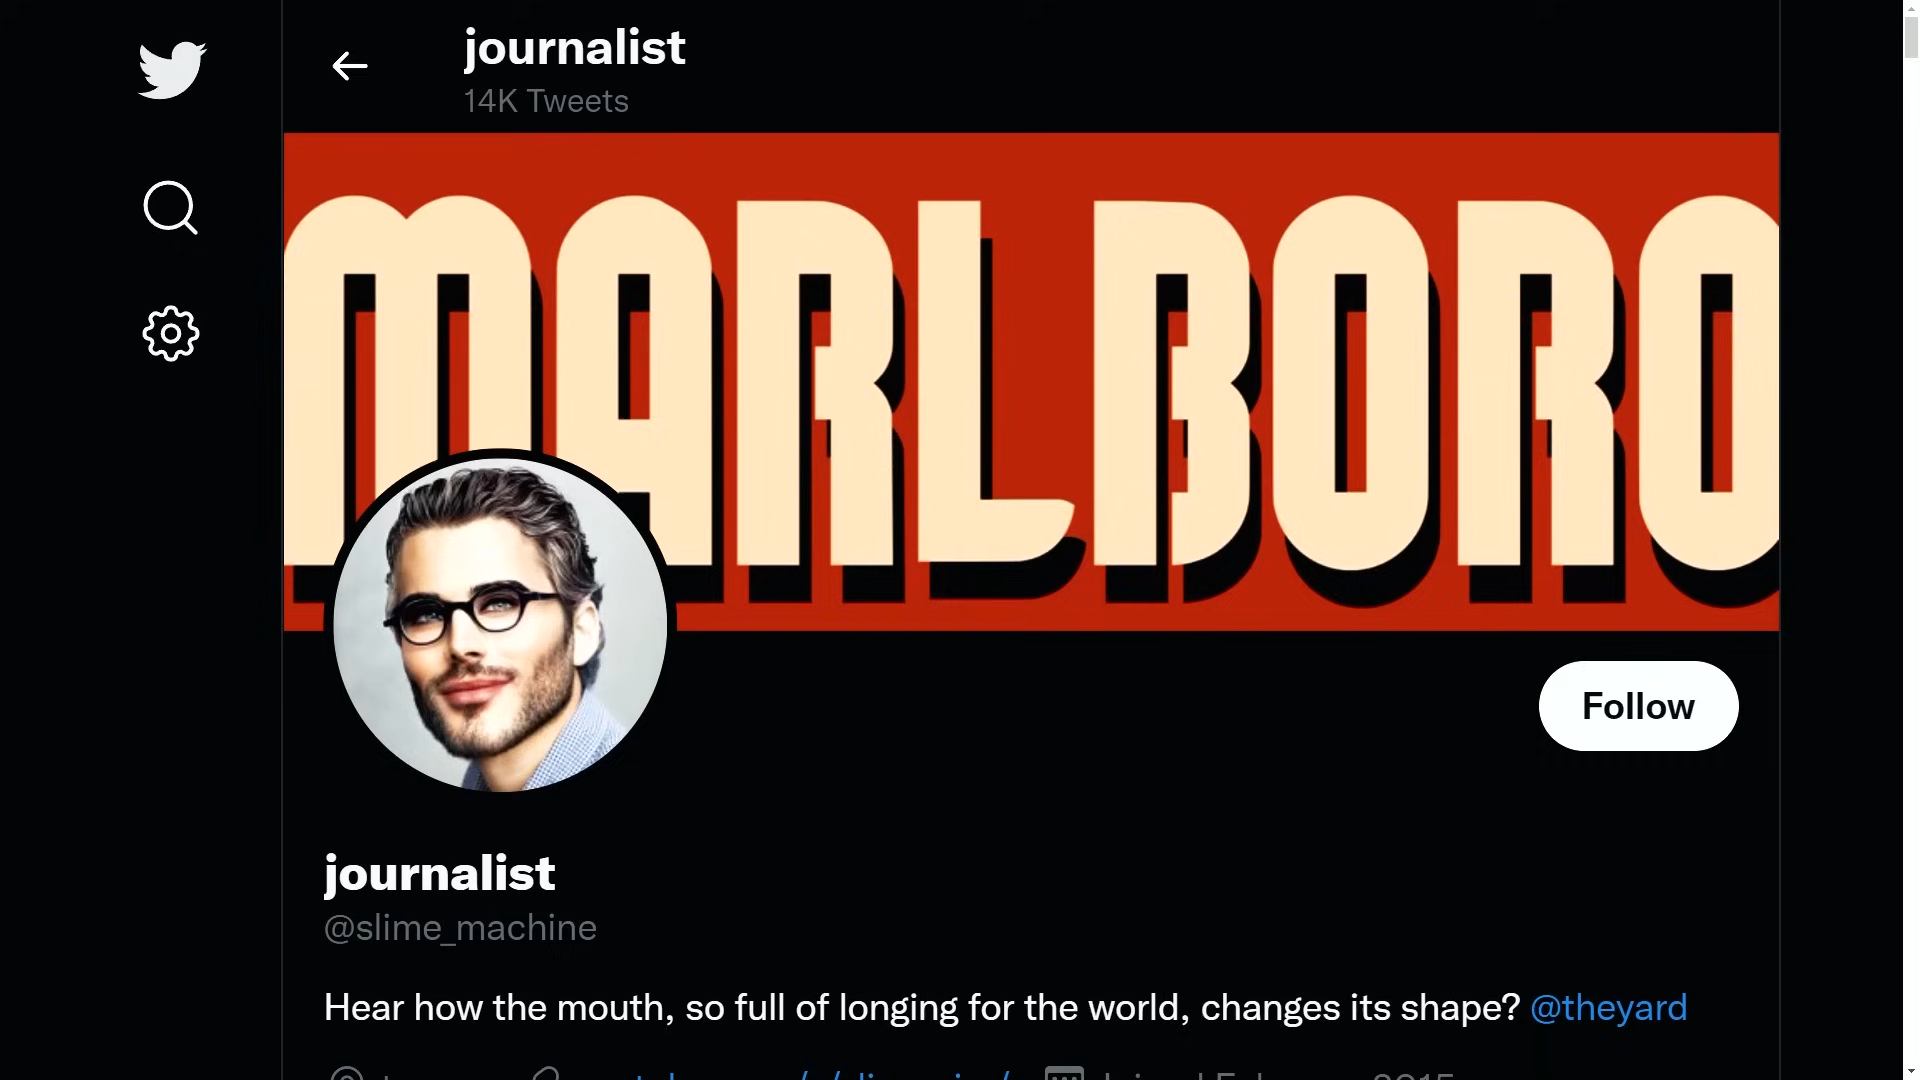 journalist
14K Tweets
MARLBORO
Follow
journalist
@slime_machine
Hear how the mouth, so full of longing for the world, changes its shape? @theyard